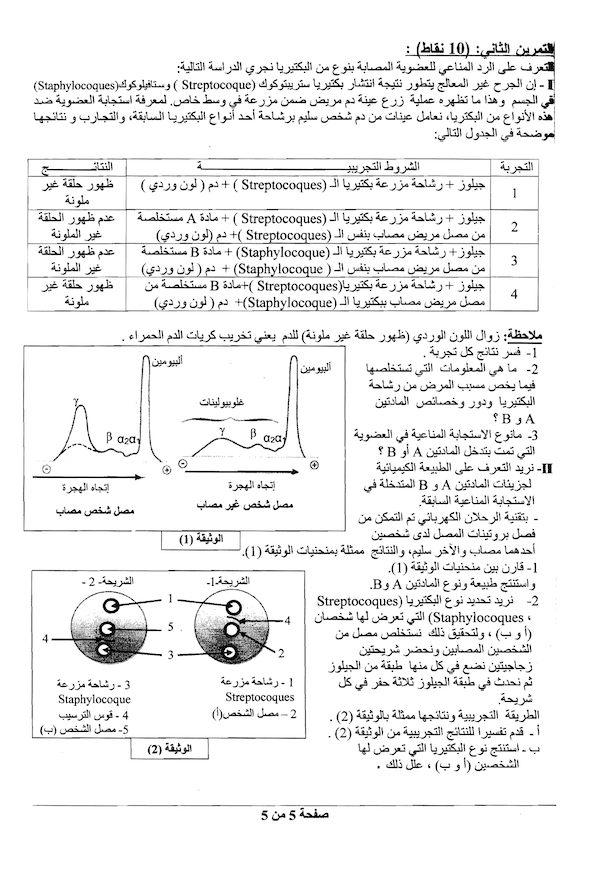 التمرين الثاني: (10 نقاط) :
للتعرف على الرد المناعي للعضوية المصابة بنوع من البكتيريا نجري الدراسة التالية:
I - إن الجرح غير المعالج يتطور نتيجة انتشار بكتيريا ستريبتوكوك (Streptocoque ) وستافيلوكوك(Staphylocoques)
في الجسم وهذا ما تظهره عملية زرع عينة دم مريض ضمن مزرعة في وسط خاص. لمعرفة استجابة العضوية ضد
هذه الأنواع من البكتريا، نعامل عينات من دم شخص سليم برشاحة أحد أنواع البكتيريا السابقة، والتجارب و نتائجها
موضحة في الجدول التالي:
التجربة الشروط التجريبيـــة النتائـــج
1 جيلوز + رشاحة مزرعة بكتيريا الـ (Streptocoques ) + دم ( لون وردي ) ظهور حلقة غير
ملونة
2 جيلوز + رشاحة مزرعة بكتيريا الـ (Streptocoques ) + مادة A مستخلصة عدم ظهور الحلقة
من مصل مريض مصاب بنفس الـ (Streptocoques )+ دم (لون وردي) غير الملونة
3 جيلوز+ رشاحة مزرعة بكتيريا الـ (Staphylocoque) + مادة B مستخلصة عدم ظهور الحلقة
من مصل مريض مصاب بنفس الـ (Staphylocoque ) + دم ( لون وردي) غير الملونة
4 جيلوز + رشاحة مزرعة بكتيريا(Streptocoques )+مادة B مستخلصة من ظهور حلقة غير
مصل مريض مصاب ببكتيريا الـ (Staphylocoque)+ دم ( لون وردي) ملونة
ملاحظة: زوال اللون الوردي (ظهور حلقة غير ملونة) للدم يعني تخريب كريات الدم الحمراء .
1- فسر نتائج كل تجربة .
2- ما هي المعلومات التي تستخلصها
فيما يخص مسبب المرض من رشاحة
البكتيريا ودور وخصائص المادتين
A و B ؟
3- مانوع الاستجابة المناعية في العضوية
التي تمت بتدخل المادتين A أو B ؟
II- نريد التعرف على الطبيعة الكيميائية
لجزيئات المادتين A و B المتدخلة في
الاستجابة المناعية السابقة.
- بتقنية الرحلان الكهربائي تم التمكن من
فصل بروتينات المصل لدى شخصين
أحدهما مصاب والآخر سليم، والنتائج ممثلة بمنحنيات الوثيقة (1).
ألبيومين
γ
β
α2α1
إتجاه الهجرة
مصل شخص مصاب
ألبيومين
غلوبيولينات
γ
β α2α1
إتجاه الهجرة
مصل شخص غير مصاب
الوثيقة (1)
1- قارن بين منحنيات الوثيقة (1).
واستنتج طبيعة ونوع المادتين A وB.
2- نريد تحديد نوع البكتيريا (Streptocoques
، Staphylocoques) التي تعرض لها شخصان
(أ و ب) ، ولتحقيق ذلك نستخلص مصل من
الشخصين المصابين ونحضر شريحتين
زجاجيتين نضع في كل منها طبقة من الجيلوز
ثم نحدث في طبقة الجيلوز ثلاثة حفر في كل
شريحة.
الطريقة التجريبية ونتائجها ممثلة بالوثيقة (2) .
أ - قدم تفسيرا للنتائج التجريبية من الوثيقة (2) .
ب - استنتج نوع البكتيريا التي تعرض لها
الشخصين (أ و ب) ، علل ذلك .
الشريحة -2 -
الشريحة-1-
1
5
4
3
4
2
1 - رشاحة مزرعة
Streptocoques
2 – مصل الشخص(أ)
3 - رشاحة مزرعة
Staphylocoque
4 - قوس الترسيب
5- مصل الشخص (ب)
الوثيقة (2)
صفحة 5 من 5